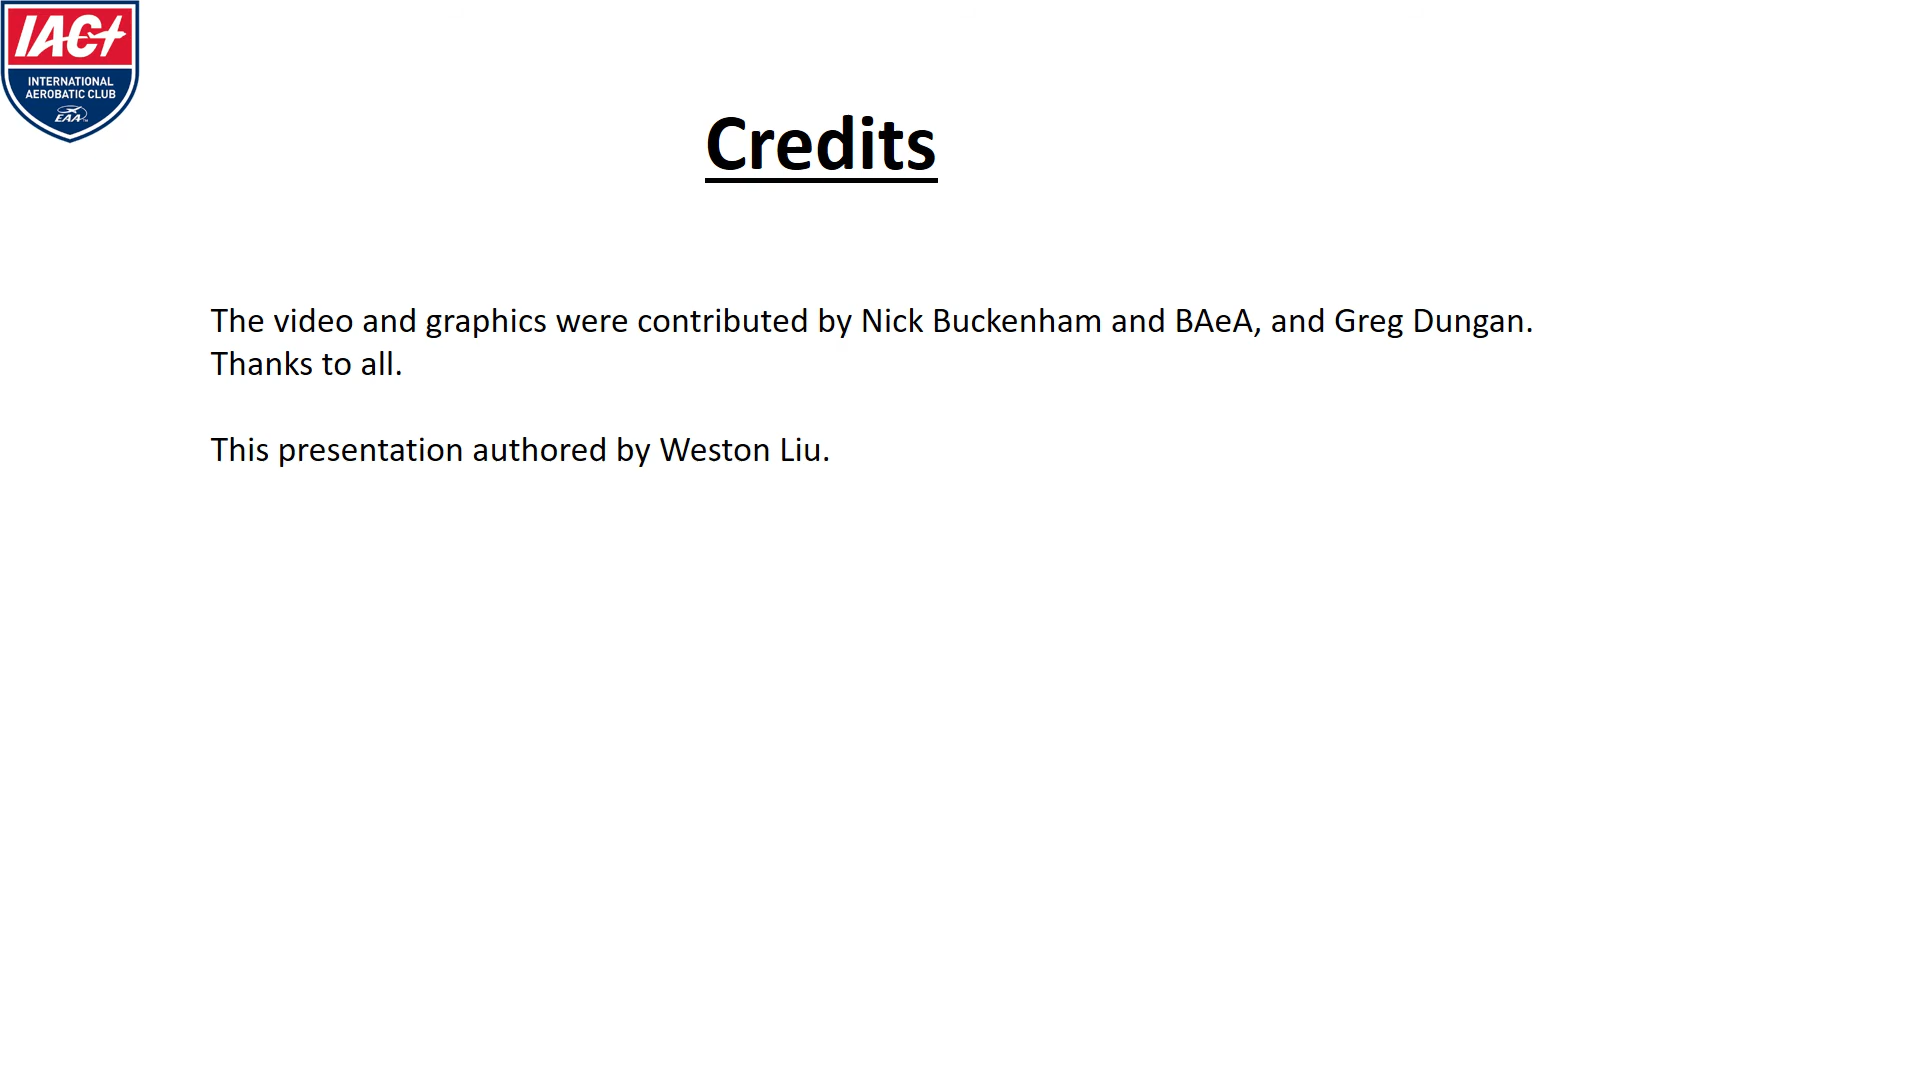 IAC
INTERNATIONAL
AEROBATIC CLUB
EAA
Credits
The video and graphics were contributed by Nick Buckenham and BAeA, and Greg Dungan.
Thanks to all.
This presentation authored by Weston Liu.